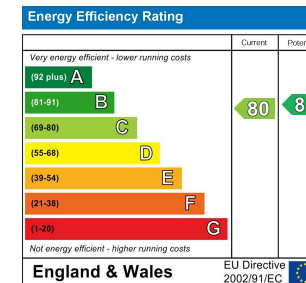 Energy Efficiency Rating
Current
Very energy efficient - lower running costs
(92 plus) A
(81-91) B
(69-80) C
(55-68) D
(39-54) E
(21-38) F
(1-20) G
80
Not energy efficient - higher running costs
England & Wales
EU Directive
2002/91/EC